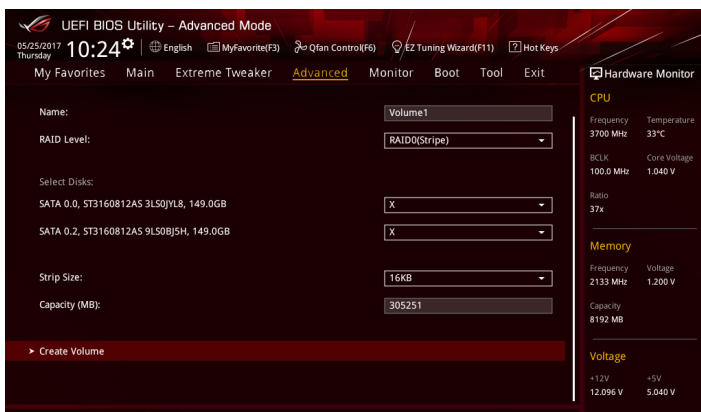 UEFI BIOS Utility – Advanced Mode
05/25/2017 Thursday 10:24 English MyFavorite(F3) Qfan Control(F6) EZ Tuning Wizard(F11) ? Hot Keys
My Favorites Main Extreme Tweaker Advanced Monitor Boot Tool Exit
Name: Volume1
RAID Level: RAID0(Stripe)
Select Disks:
SATA 0.0, ST3160812AS 3LS0JYL8, 149.0GB X
SATA 0.2, ST3160812AS 9LS0BJ5H, 149.0GB X
Strip Size: 16KB
Capacity (MB): 305251
> Create Volume
Hardware Monitor
CPU
Frequency Temperature
3700 MHz 33°C
BCLK Core Voltage
100.0 MHz 1.040 V
Ratio
37x
Memory
Frequency Voltage
2133 MHz 1.200 V
Capacity
8192 MB
Voltage
+12V +5V
12.096 V 5.040 V